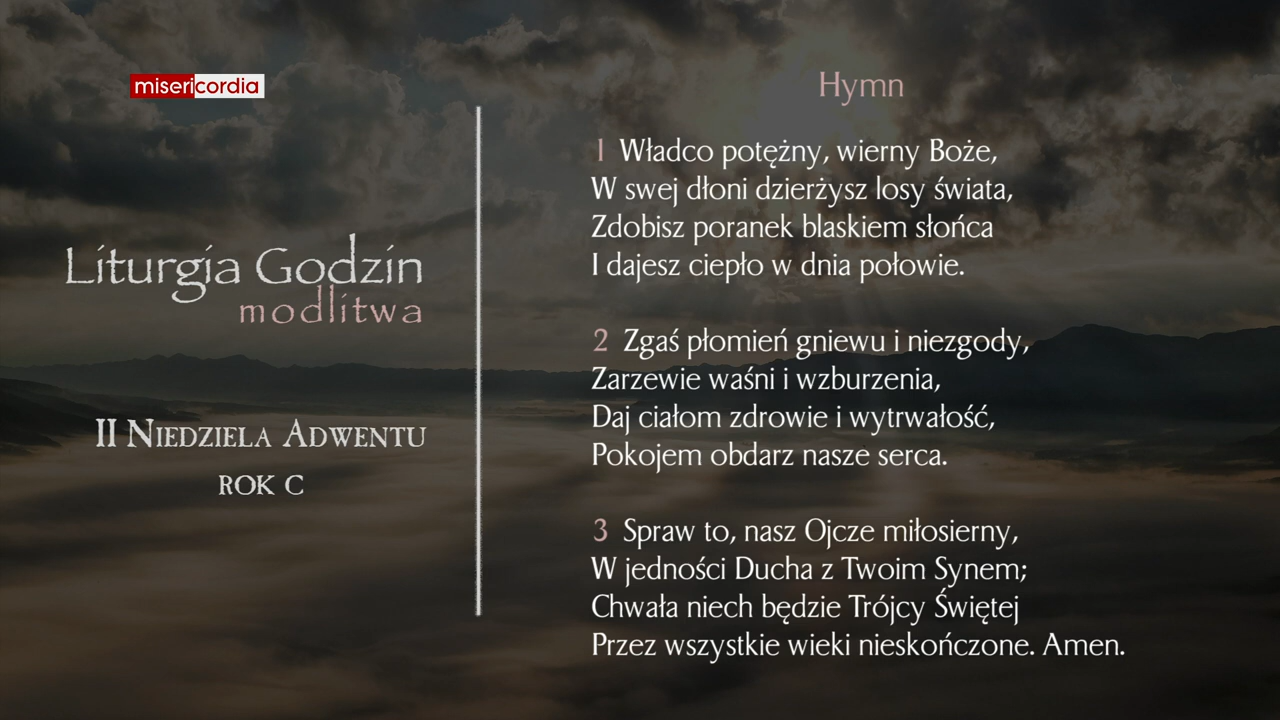 misericordia
Liturgia Godzin
modlitwa
II Niedziela Adwentu
rok C
Hymn
1 Władco potężny, wierny Boże,
W swej dłoni dzierżysz losy świata,
Zdobisz poranek blaskiem słońca
I dajesz ciepło w dnia połowie.
2 Zgaś płomień gniewu i niezgody,
Zarzewie waśni i wzburzenia,
Daj ciałom zdrowie i wytrwałość,
Pokojem obdarz nasze serca.
3 Spraw to, nasz Ojcze miłosierny,
W jedności Ducha z Twoim Synem;
Chwała niech będzie Trójcy Świętej
Przez wszystkie wieki nieskończone. Amen.